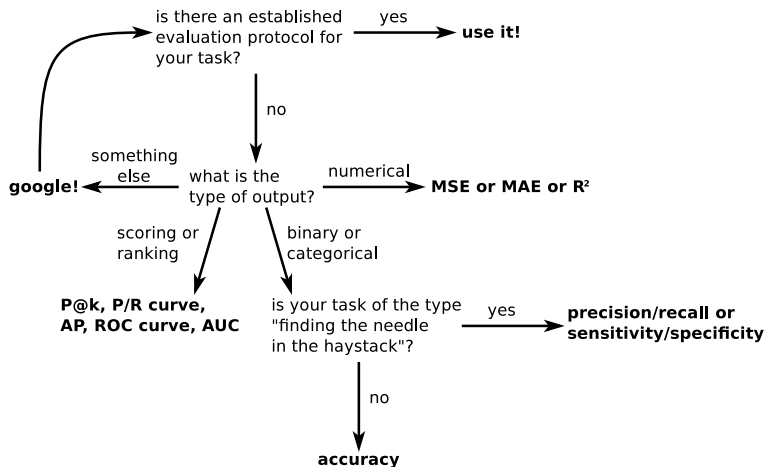 is there an established
evaluation protocol for
your task?
yes
use it!
no
something
else
google!
what is the
type of output?
numerical
MSE or MAE or R²
scoring or
ranking
binary or
categorical
P@k, P/R curve,
AP, ROC curve, AUC
is your task of the type
"finding the needle
in the haystack"?
yes
precision/recall or
sensitivity/specificity
no
accuracy